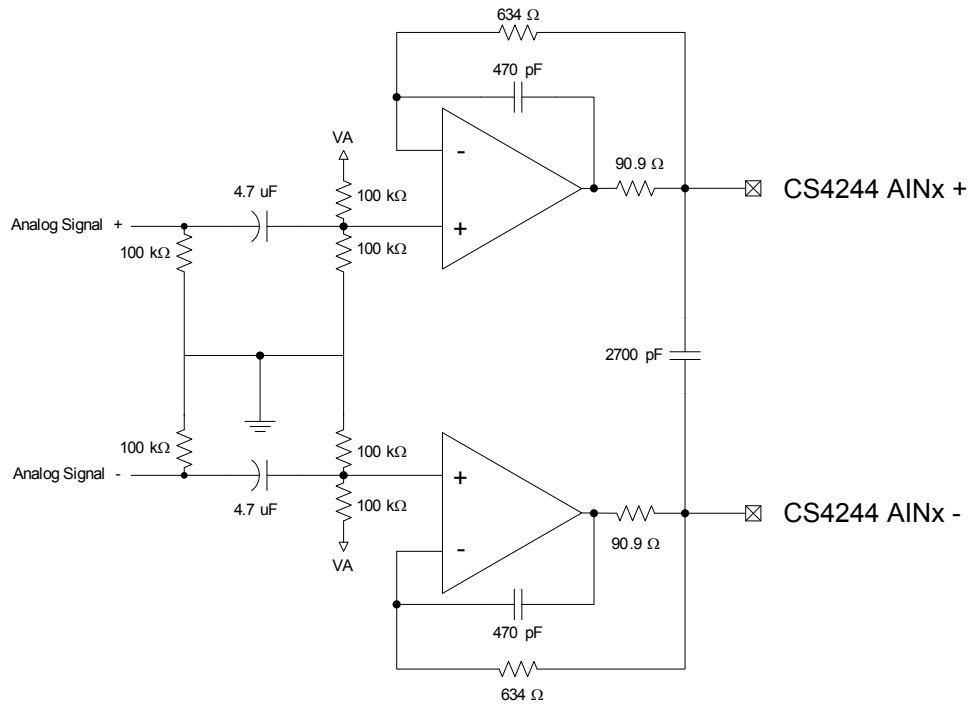 634 Ω
470 pF
VA
-
90.9 Ω
4.7 uF
100 kΩ
CS4244 AINx +
Analog Signal +
+
100 kΩ
100 kΩ
2700 pF
100 kΩ
100 kΩ
Analog Signal -
+
4.7 uF
100 kΩ
CS4244 AINx -
90.9 Ω
-
VA
470 pF
634 Ω